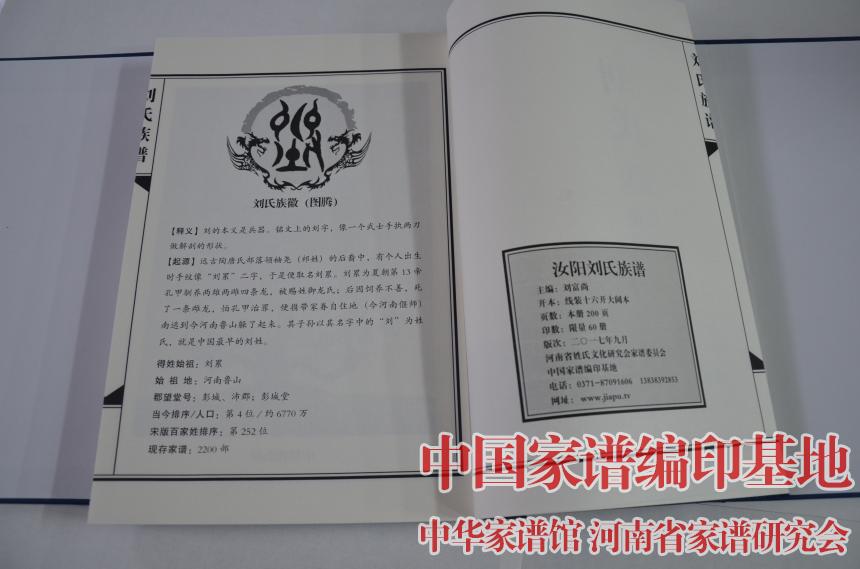 刘氏族谱
刘氏族徽（图腾）
【释义】刘的本义是兵器。铭文上的刘字，像一个武士手执两刀
做解剖的形状。
【起源】远古陶唐氏部落领袖尧（祁姓）的后裔中，有个人出生
时手纹像“刘累”二字，于是便取名刘累。刘累为夏朝第13帝
孔甲驯养两雄两雌四条龙，被赐姓御龙氏；后因饲养不善，死
了一条雌龙，怕孔甲治罪，便携带家眷自住地（今河南偃师）
南逃到今河南鲁山躲了起来。其子孙以其名字中的“刘”为姓
氏，就是中国最早的刘姓。
得姓始祖：刘累
始 祖 地：河南鲁山
郡望堂号：彭城、沛郡；彭城堂
当今排序/人口：第4位/约6770万
宋版百家姓排序：第252位
现存家谱：2200部
刘氏族谱
汝阳刘氏族谱
主编：刘富尚
开本：线装十六开大阔本
页数：本册200页
印数：限量60册
版次：二〇一七年九月
河南省姓氏文化研究会家谱委员会
中国家谱编印基地
电话：0371-87091606 13838392853
网址：www.jiapu.tv
中国家谱编印基地
中华家谱馆 河南省家谱研究会